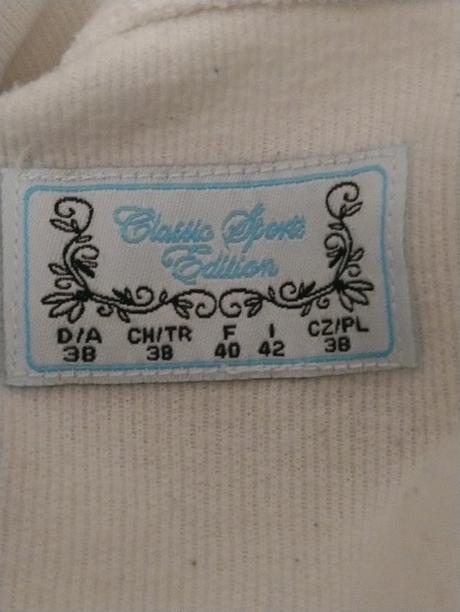 Classic Sports
Edition
D/A CH/TR F I CZ/PL
38 38 40 42 38